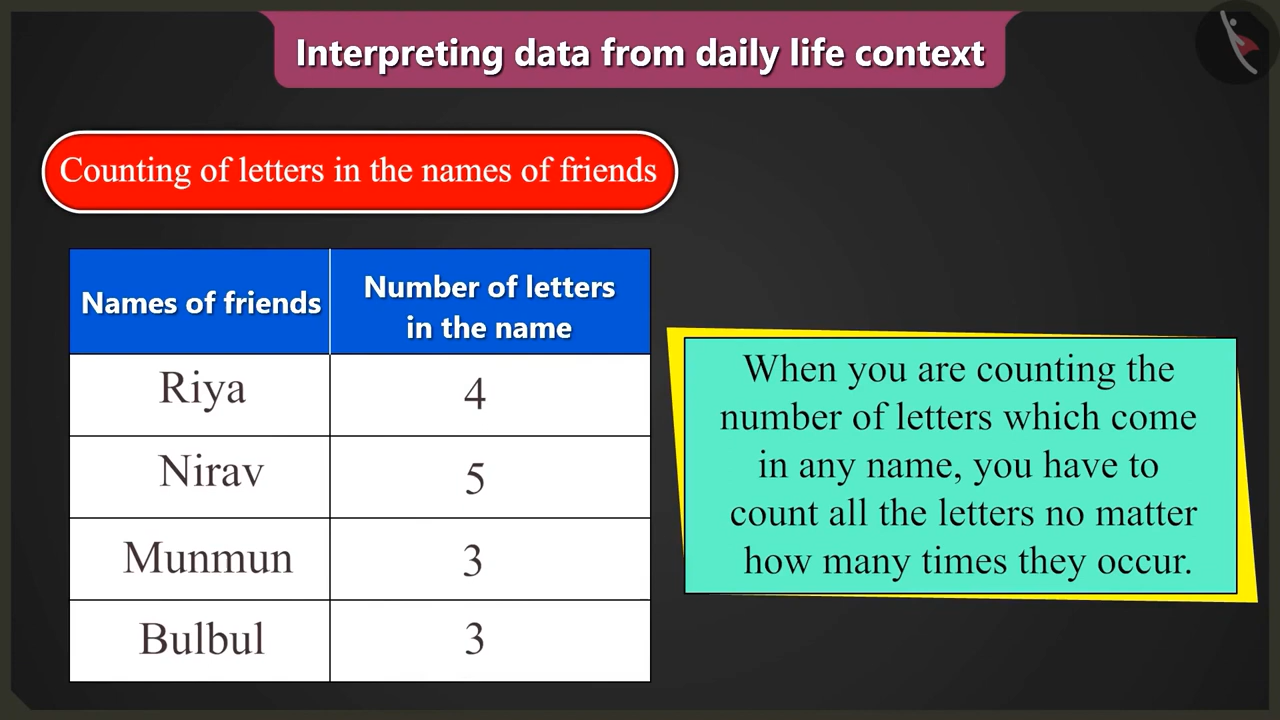 Interpreting data from daily life context
Counting of letters in the names of friends
Names of friends
Number of letters
in the name
Riya
4
Nirav
5
Munmun
3
Bulbul
3
When you are counting the
number of letters which come
in any name, you have to
count all the letters no matter
how many times they occur.